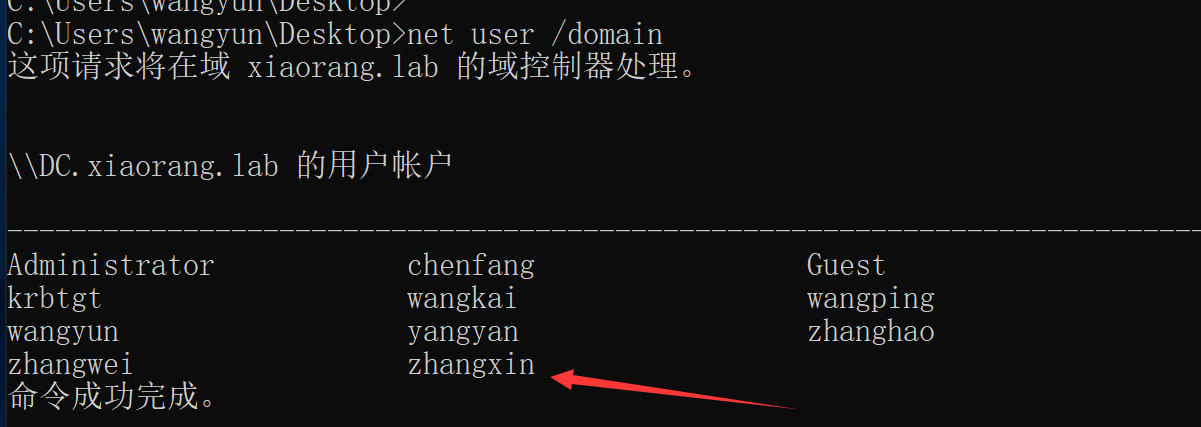 C:\Users\wangyun\Desktop>
C:\Users\wangyun\Desktop>net user /domain
这项请求将在域 xiaorang.lab 的域控制器处理。
\\DC.xiaorang.lab 的用户帐户
-------------------------------------------------------------------------------
Administrator chenfang Guest
krbtgt wangkai wangping
wangyun yangyan zhanghao
zhangwei zhangxin
命令成功完成。